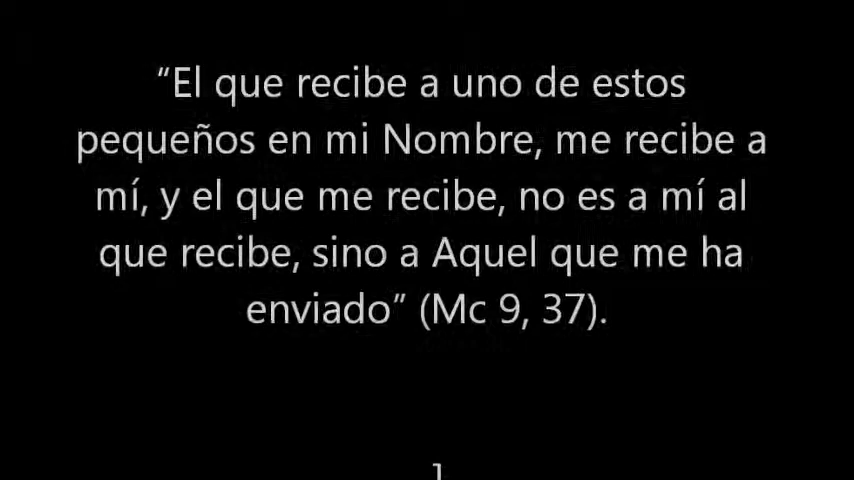 “El que recibe a uno de estos
pequeños en mi Nombre, me recibe a
mí, y el que me recibe, no es a mí al
que recibe, sino a Aquel que me ha
enviado” (Mc 9, 37).